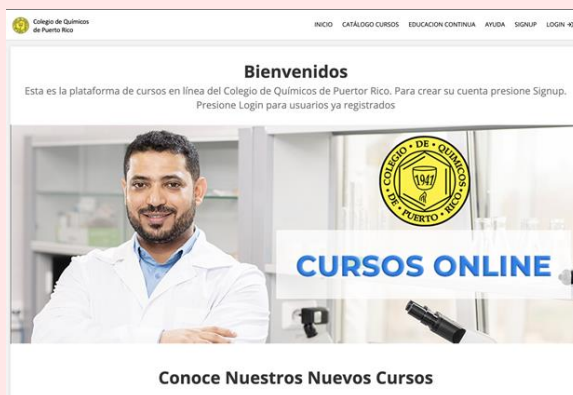 Colegio de Químicos
de Puerto Rico
INICIO CATÁLOGO CURSOS EDUCACION CONTINUA AYUDA SIGNUP LOGIN
Bienvenidos
Esta es la plataforma de cursos en línea del Colegio de Químicos de Puertor Rico. Para crear su cuenta presione Signup.
Presione Login para usuarios ya registrados
COLEGIO • DE • QUIMICOS
1941
DE • PUERTO • RICO
CURSOS ONLINE
Conoce Nuestros Nuevos Cursos